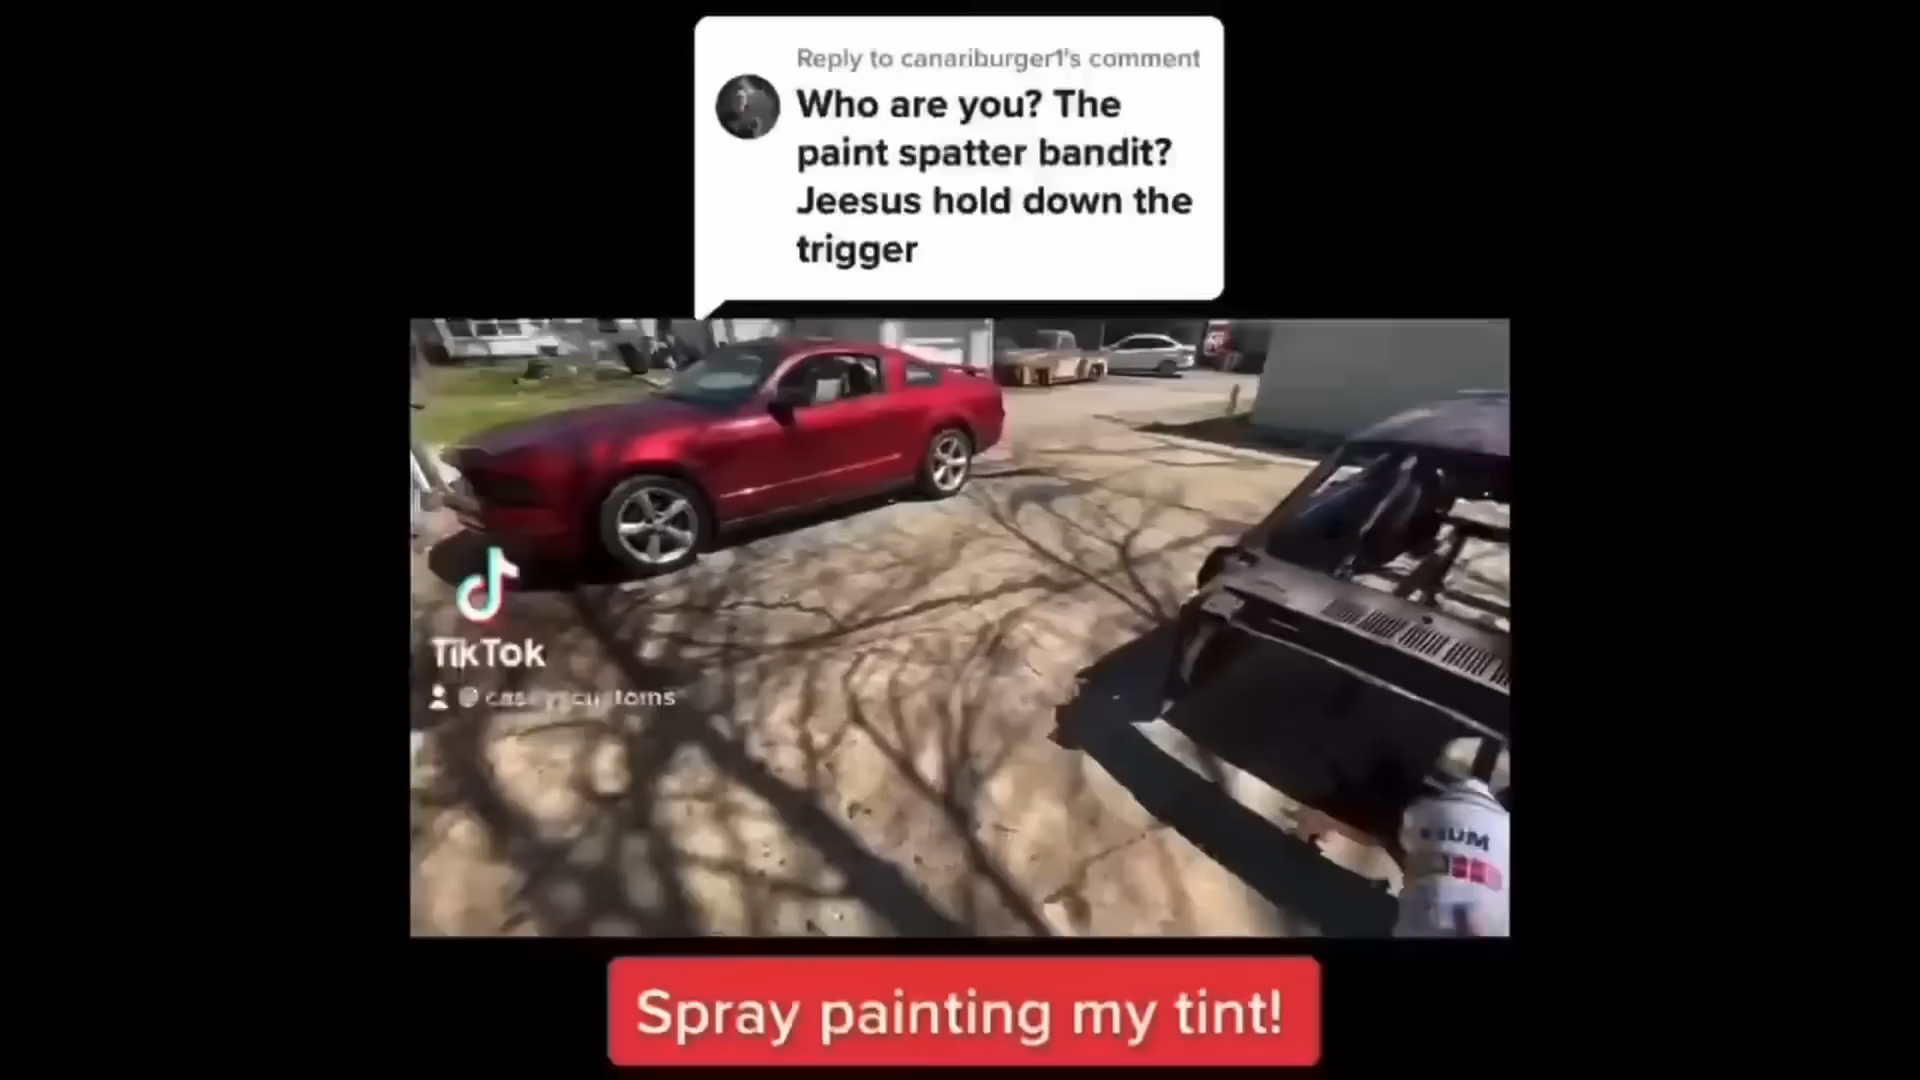 Reply to canariburger1's comment
Who are you? The
paint spatter bandit?
Jeesus hold down the
trigger
TikTok
Spray painting my tint!